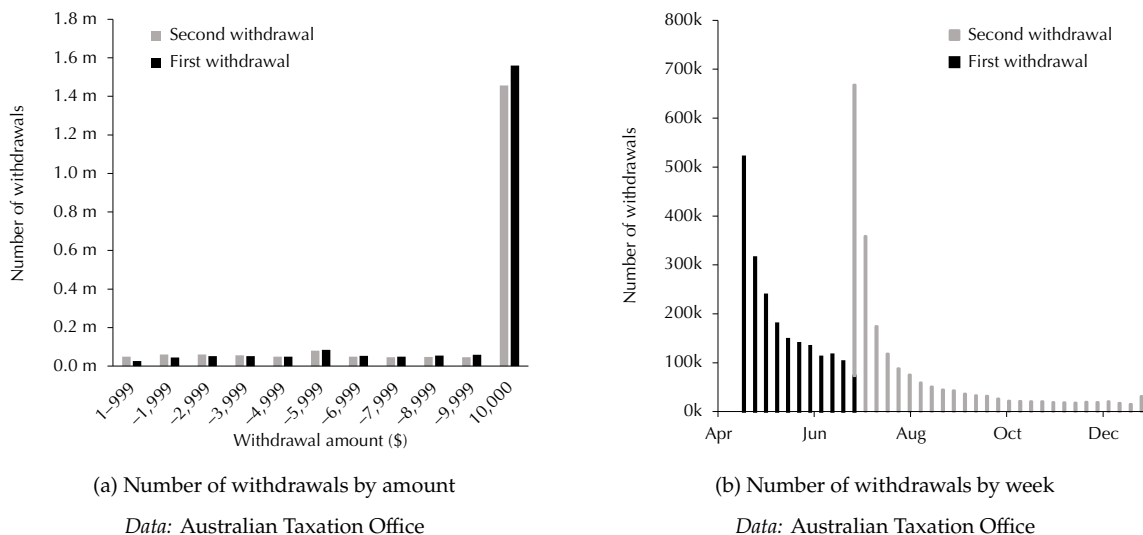 1.8 m
1.6 m
1.4 m
1.2 m
1.0 m
0.8 m
0.6 m
0.4 m
0.2 m
0.0 m
Number of withdrawals
Second withdrawal
First withdrawal
1–999
–1,999
–2,999
–3,999
–4,999
–5,999
–6,999
–7,999
–8,999
–9,999
10,000
Withdrawal amount ($)
(a) Number of withdrawals by amount
Data: Australian Taxation Office
800k
700k
600k
500k
400k
300k
200k
100k
0k
Number of withdrawals
Second withdrawal
First withdrawal
Apr
Jun
Aug
Oct
Dec
(b) Number of withdrawals by week
Data: Australian Taxation Office